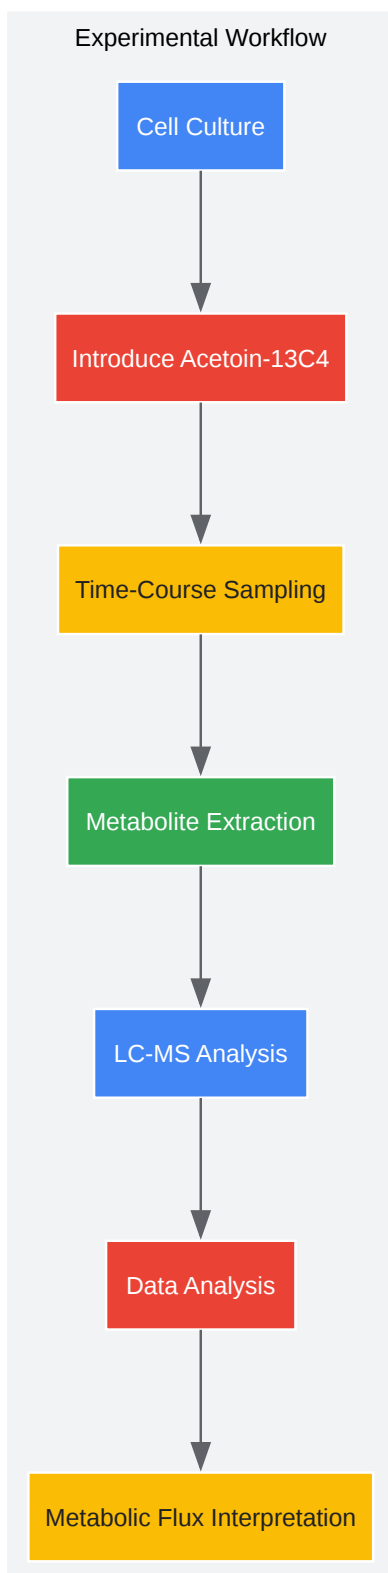 Experimental Workflow
Cell Culture
Introduce Acetoin-13C4
Time-Course Sampling
Metabolite Extraction
LC-MS Analysis
Data Analysis
Metabolic Flux Interpretation